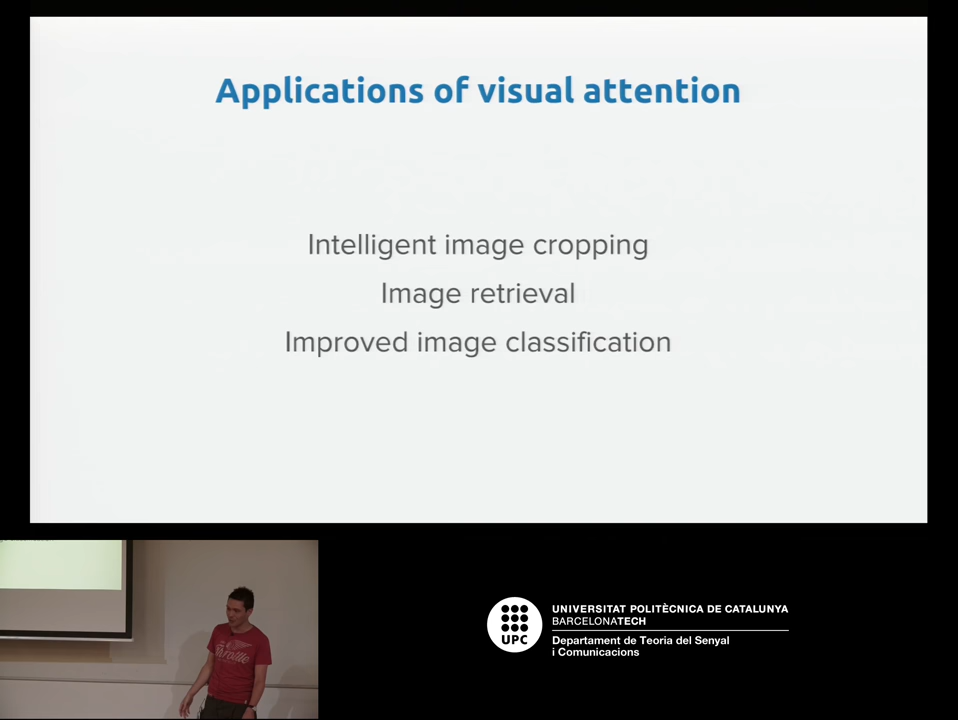 Applications of visual attention
Intelligent image cropping
Image retrieval
Improved image classification
UPC
UNIVERSITAT POLITÈCNICA DE CATALUNYA
BARCELONATECH
Departament de Teoria del Senyal
i Comunicacions